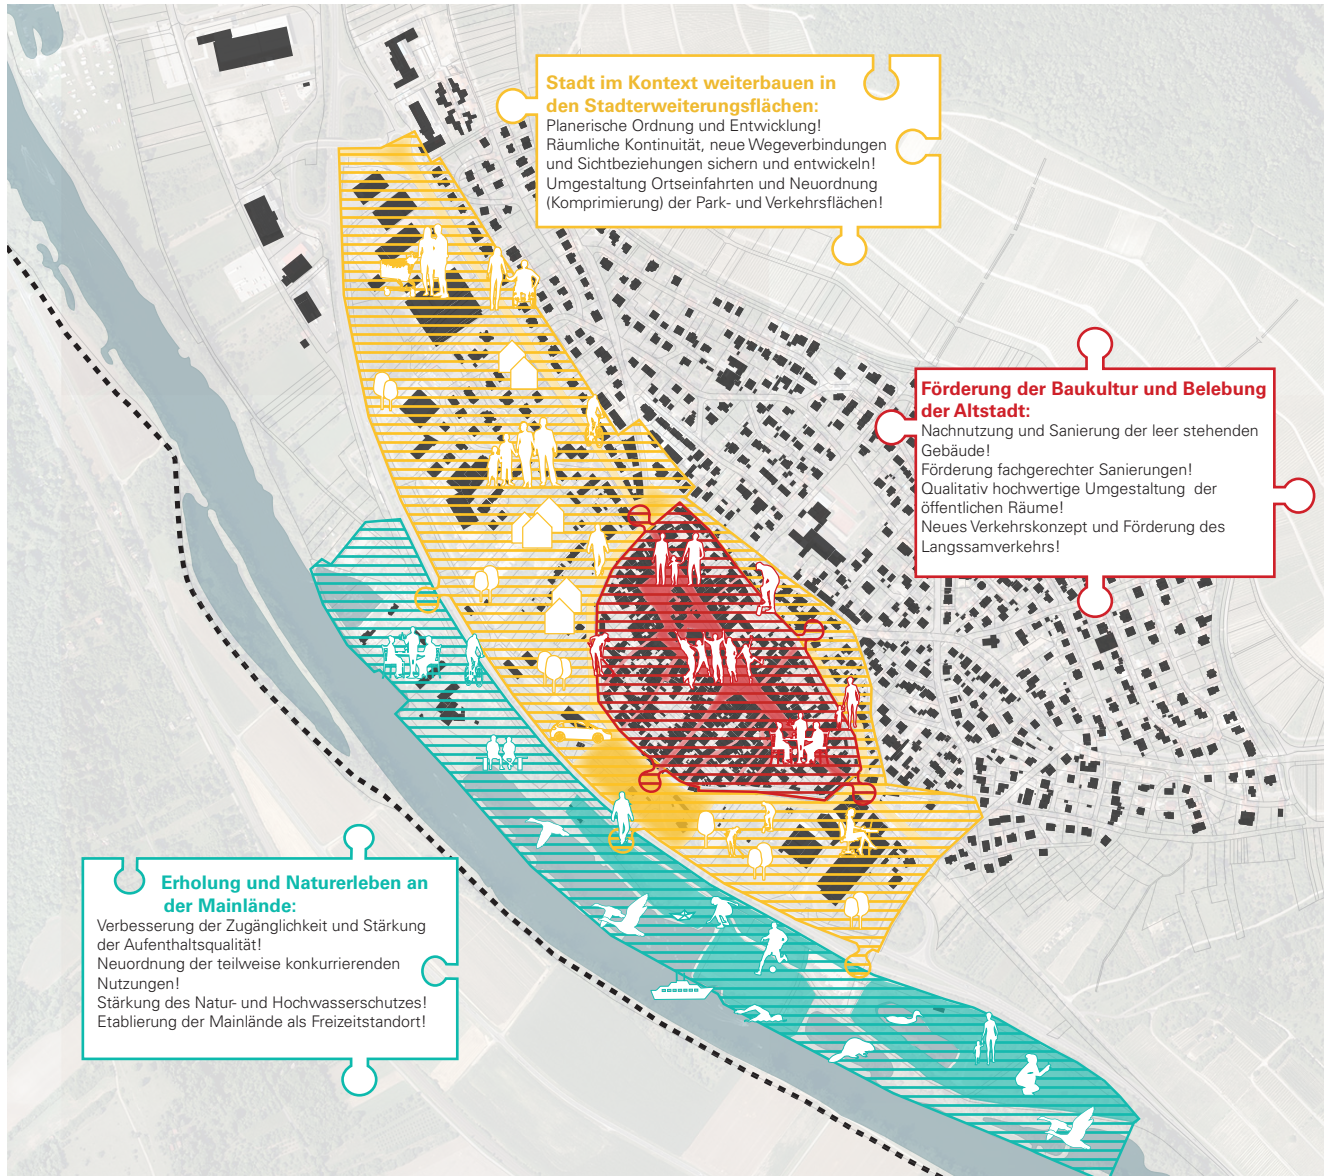 Stadt im Kontext weiterbauen in
den Stadterweiterungsflächen:
Planerische Ordnung und Entwicklung!
Räumliche Kontinuität, neue Wegeverbindungen
und Sichtbeziehungen sichern und entwickeln!
Umgestaltung Ortseinfahrten und Neuordnung
(Komprimierung) der Park- und Verkehrsflächen!
Förderung der Baukultur und Belebung
der Altstadt:
Nachnutzung und Sanierung der leer stehenden
Gebäude!
Förderung fachgerechter Sanierungen!
Qualitativ hochwertige Umgestaltung der
öffentlichen Räume!
Neues Verkehrskonzept und Förderung des
Langssamverkehrs!
Erholung und Naturerleben an
der Mainlände:
Verbesserung der Zugänglichkeit und Stärkung
der Aufenthaltsqualität!
Neuordnung der teilweise konkurrierenden
Nutzungen!
Stärkung des Natur- und Hochwasserschutzes!
Etablierung der Mainlände als Freizeitstandort!